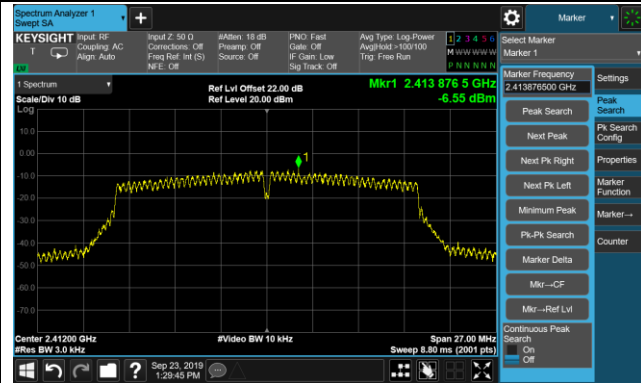 Spectrum Analyzer 1
Swept SA
Marker
KEYSIGHT
Input: RF
Coupling: AC
Align: Auto
Input Z: 50 Ω
Corrections: Off
Freq Ref: Int (S)
NFE: Off
#Atten: 18 dB
Preamp: Off
Source: Off
PNO: Fast
Gate: Off
IF Gain: Low
Sig Track: Off
Avg Type: Log-Power
Avg|Hold:>100/100
Trig: Free Run
1 2 3 4 5 6
M W W W W W
P N N N N N
Select Marker
Marker 1
1 Spectrum
Scale/Div 10 dB
Log
Ref Lvl Offset 22.00 dB
Ref Level 20.00 dBm
Mkr1 2.413 876 5 GHz
-6.55 dBm
10.0
0.00
-10.0
-20.0
-30.0
-40.0
-50.0
-60.0
-70.0
1
Center 2.41200 GHz
#Res BW 3.0 kHz
#Video BW 10 kHz
Span 27.00 MHz
Sweep 8.80 ms (2001 pts)
Marker Frequency
2.413876500 GHz
Peak Search
Next Peak
Next Pk Right
Next Pk Left
Minimum Peak
Pk-Pk Search
Marker Delta
Mkr→CF
Mkr→Ref Lvl
Continuous Peak
Search
On
Off
Settings
Peak
Search
Pk Search
Config
Properties
Marker
Function
Marker→
Counter
Sep 23, 2019
1:29:45 PM